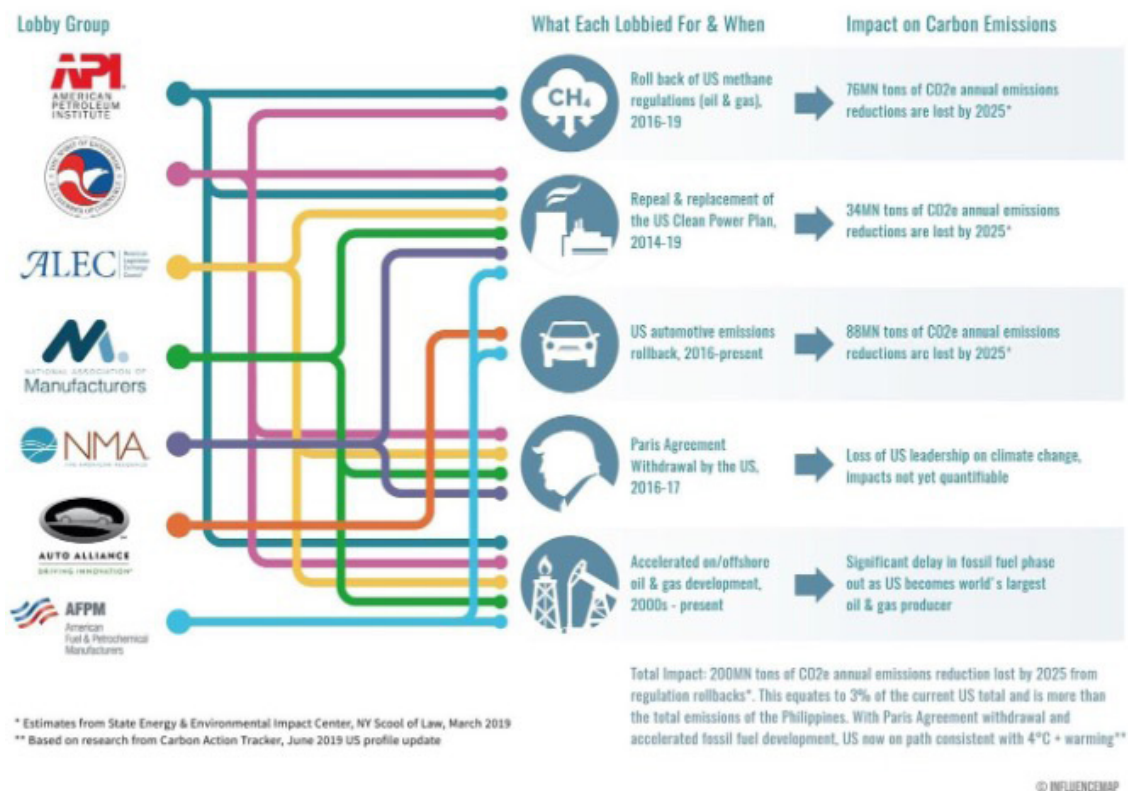 Lobby Group
What Each Lobbied For & When
Impact on Carbon Emissions
API.
AMERICAN
PETROLEUM
INSTITUTE
Roll back of US methane
regulations (oil & gas),
2016-19
CH₄
76MN tons of CO2e annual emissions
reductions are lost by 2025*
Repeal & replacement of
the US Clean Power Plan,
2014-19
34MN tons of CO2e annual emissions
reductions are lost by 2025*
ALEC
American
Legislative
Exchange
Council
US automotive emissions
rollback, 2016-present
88MN tons of CO2e annual emissions
reductions are lost by 2025*
NATIONAL ASSOCIATION OF
Manufacturers
NMA
Paris Agreement
Withdrawal by the US,
2016-17
Loss of US leadership on climate change,
impacts not yet quantifiable
AUTO ALLIANCE
DRIVING INNOVATION®
Accelerated on/offshore
oil & gas development,
2000s - present
Significant delay in fossil fuel phase
out as US becomes world`s largest
oil & gas producer
AFPM
American
Fuel & Petrochemical
Manufacturers
Total Impact: 200MN tons of CO2e annual emissions reduction lost by 2025 from
regulation rollbacks*. This equates to 3% of the current US total and is more than
the total emissions of the Philippines. With Paris Agreement withdrawal and
accelerated fossil fuel development, US now on path consistent with 4°C + warming**
* Estimates from State Energy & Environmental Impact Center, NY Scool of Law, March 2019
** Based on research from Carbon Action Tracker, June 2019 US profile update
© INFLUENCEMAP